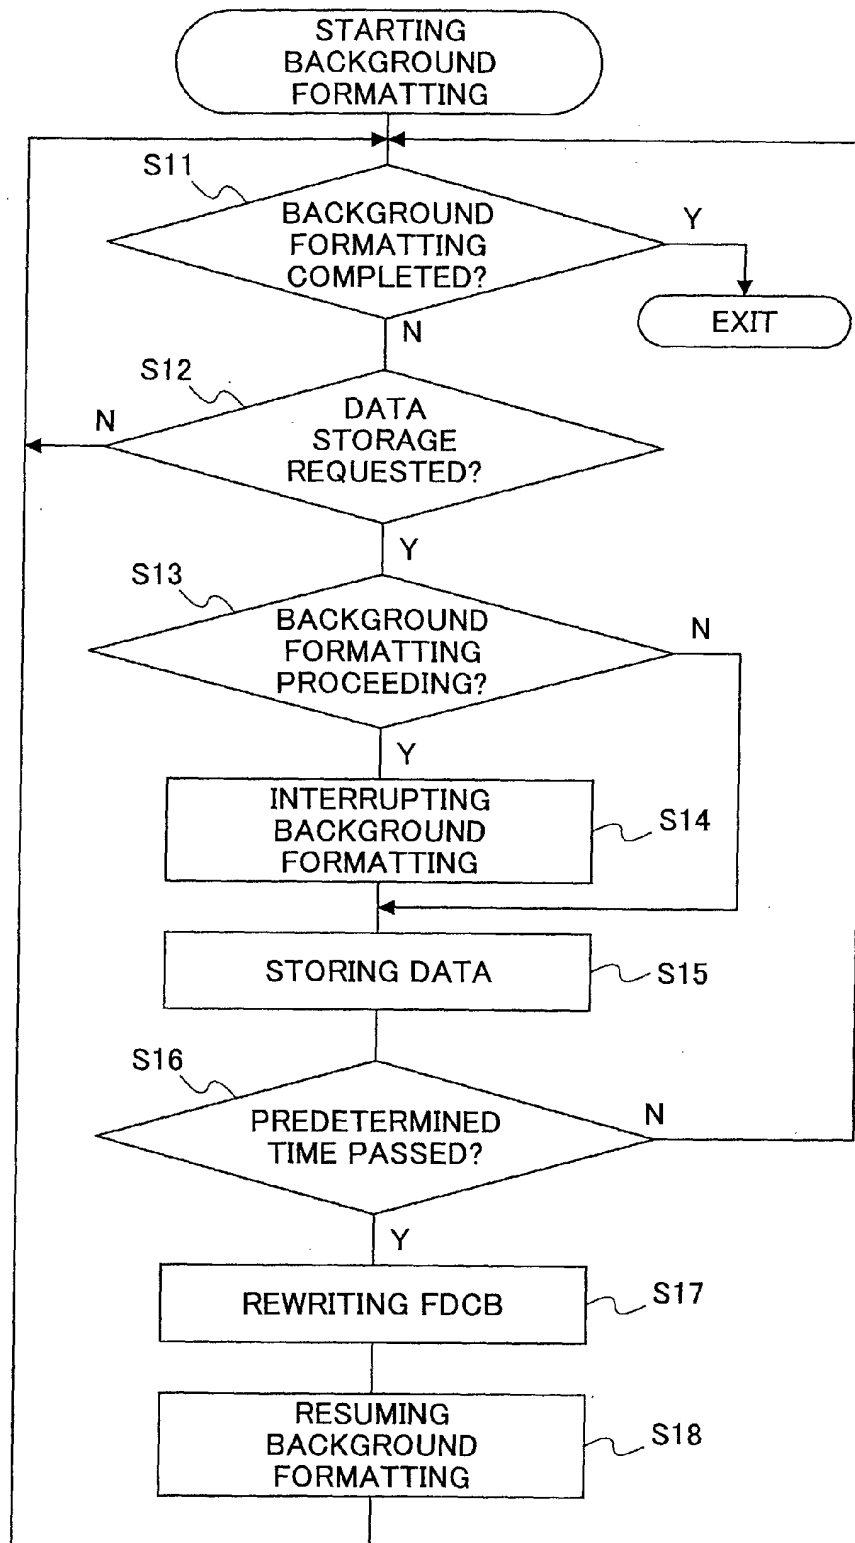 STARTING
BACKGROUND
FORMATTING
S11
BACKGROUND
FORMATTING
COMPLETED?
Y
EXIT
N
S12
N
DATA
STORAGE
REQUESTED?
Y
S13
BACKGROUND
FORMATTING
PROCEEDING?
N
Y
INTERRUPTING
BACKGROUND
FORMATTING
S14
STORING DATA
S15
S16
PREDETERMINED
TIME PASSED?
N
Y
REWRITING FDCB
S17
RESUMING
BACKGROUND
FORMATTING
S18